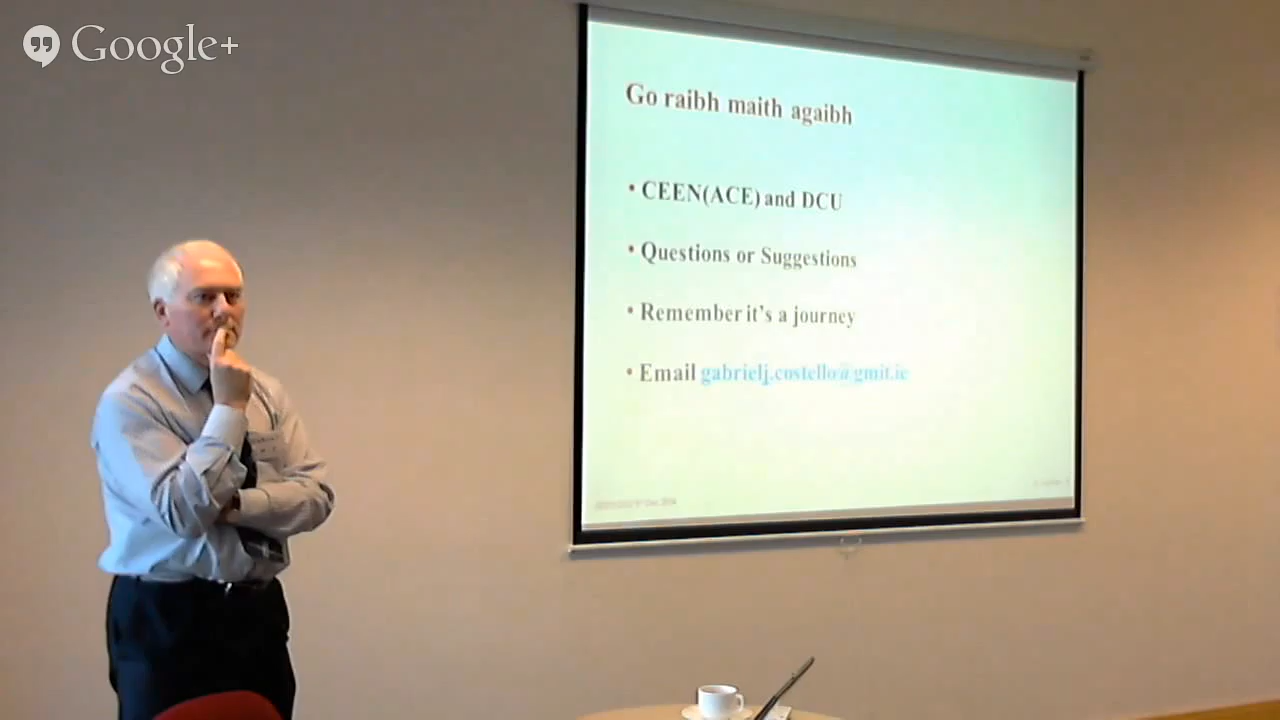 Google+
Go raibh maith agaibh
• CEEN(ACE) and DCU
• Questions or Suggestions
• Remember it's a journey
• Email gabrielj.costello@gmit.ie